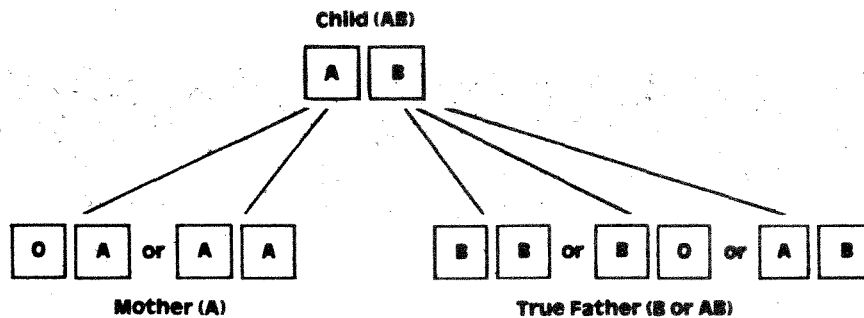 Child (AB)
A B
O A or A A B B or B O or A B
Mother (A) True Father (B or AB)